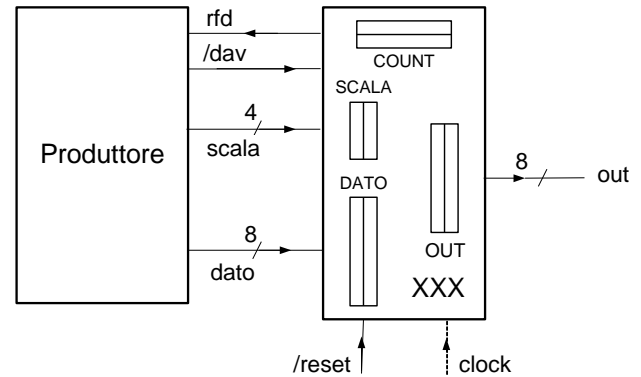 rfd
/dav
COUNT
SCALA
4
scala
Produttore
DATO
8
out
8
dato
OUT
XXX
/reset
clock